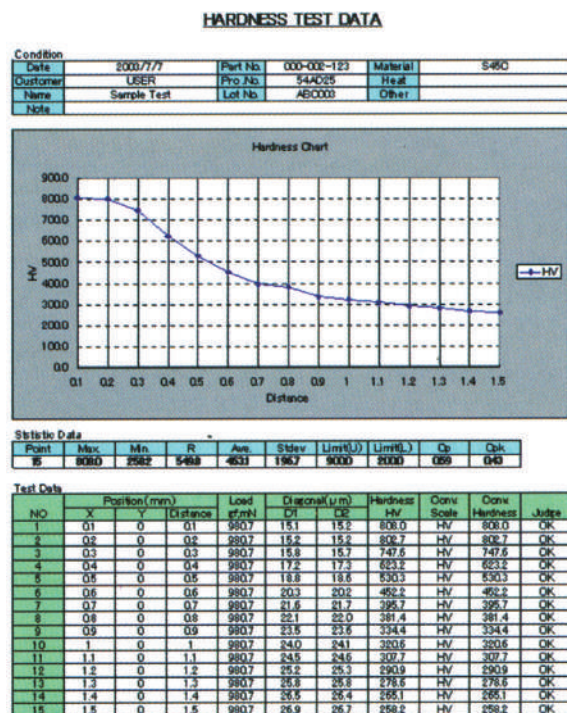 HARDNESS TEST DATA
Condition
Date 2003/7/7 Part No. 000-002-123 Material S45C
Customer USER Pro .No. 54AD25 Heat
Name Sample Test Lot No. ABC003 Other
Note
Hardness Chart
900.0
800.0
700.0
600.0
500.0
400.0
300.0
200.0
100.0
0.0
HV
HV
0.1 0.2 0.3 0.4 0.5 0.6 0.7 0.8 0.9 1 1.1 1.2 1.3 1.4 1.5
Distance
Ststistic Data
Point Max. Min. R Ave. Stdev Limit(U) Limit(L) Cp Cpk
15 808.0 258.2 549.8 453.1 196.7 900.0 200.0 0.59 0.43
Test Data
NO Position(mm) Load Diagonal(μm) Hardness Conv. Conv. Judge
X Y Distance gf,mN D1 D2 HV Scale Hardness
1 0.1 0 0.1 980.7 15.1 15.2 808.0 HV 808.0 OK
2 0.2 0 0.2 980.7 15.2 15.2 802.7 HV 802.7 OK
3 0.3 0 0.3 980.7 15.8 15.7 747.6 HV 747.6 OK
4 0.4 0 0.4 980.7 17.2 17.3 623.2 HV 623.2 OK
5 0.5 0 0.5 980.7 18.8 18.6 530.3 HV 530.3 OK
6 0.6 0 0.6 980.7 20.3 20.2 452.2 HV 452.2 OK
7 0.7 0 0.7 980.7 21.6 21.7 395.7 HV 395.7 OK
8 0.8 0 0.8 980.7 22.1 22.0 381.4 HV 381.4 OK
9 0.9 0 0.9 980.7 23.5 23.6 334.4 HV 334.4 OK
10 1 0 1 980.7 24.0 24.1 320.6 HV 320.6 OK
11 1.1 0 1.1 980.7 24.5 24.6 307.7 HV 307.7 OK
12 1.2 0 1.2 980.7 25.2 25.3 290.9 HV 290.9 OK
13 1.3 0 1.3 980.7 25.8 25.8 278.6 HV 278.6 OK
14 1.4 0 1.4 980.7 26.5 26.4 265.1 HV 265.1 OK
15 1.5 0 1.5 980.7 26.9 26.7 258.2 HV 258.2 OK